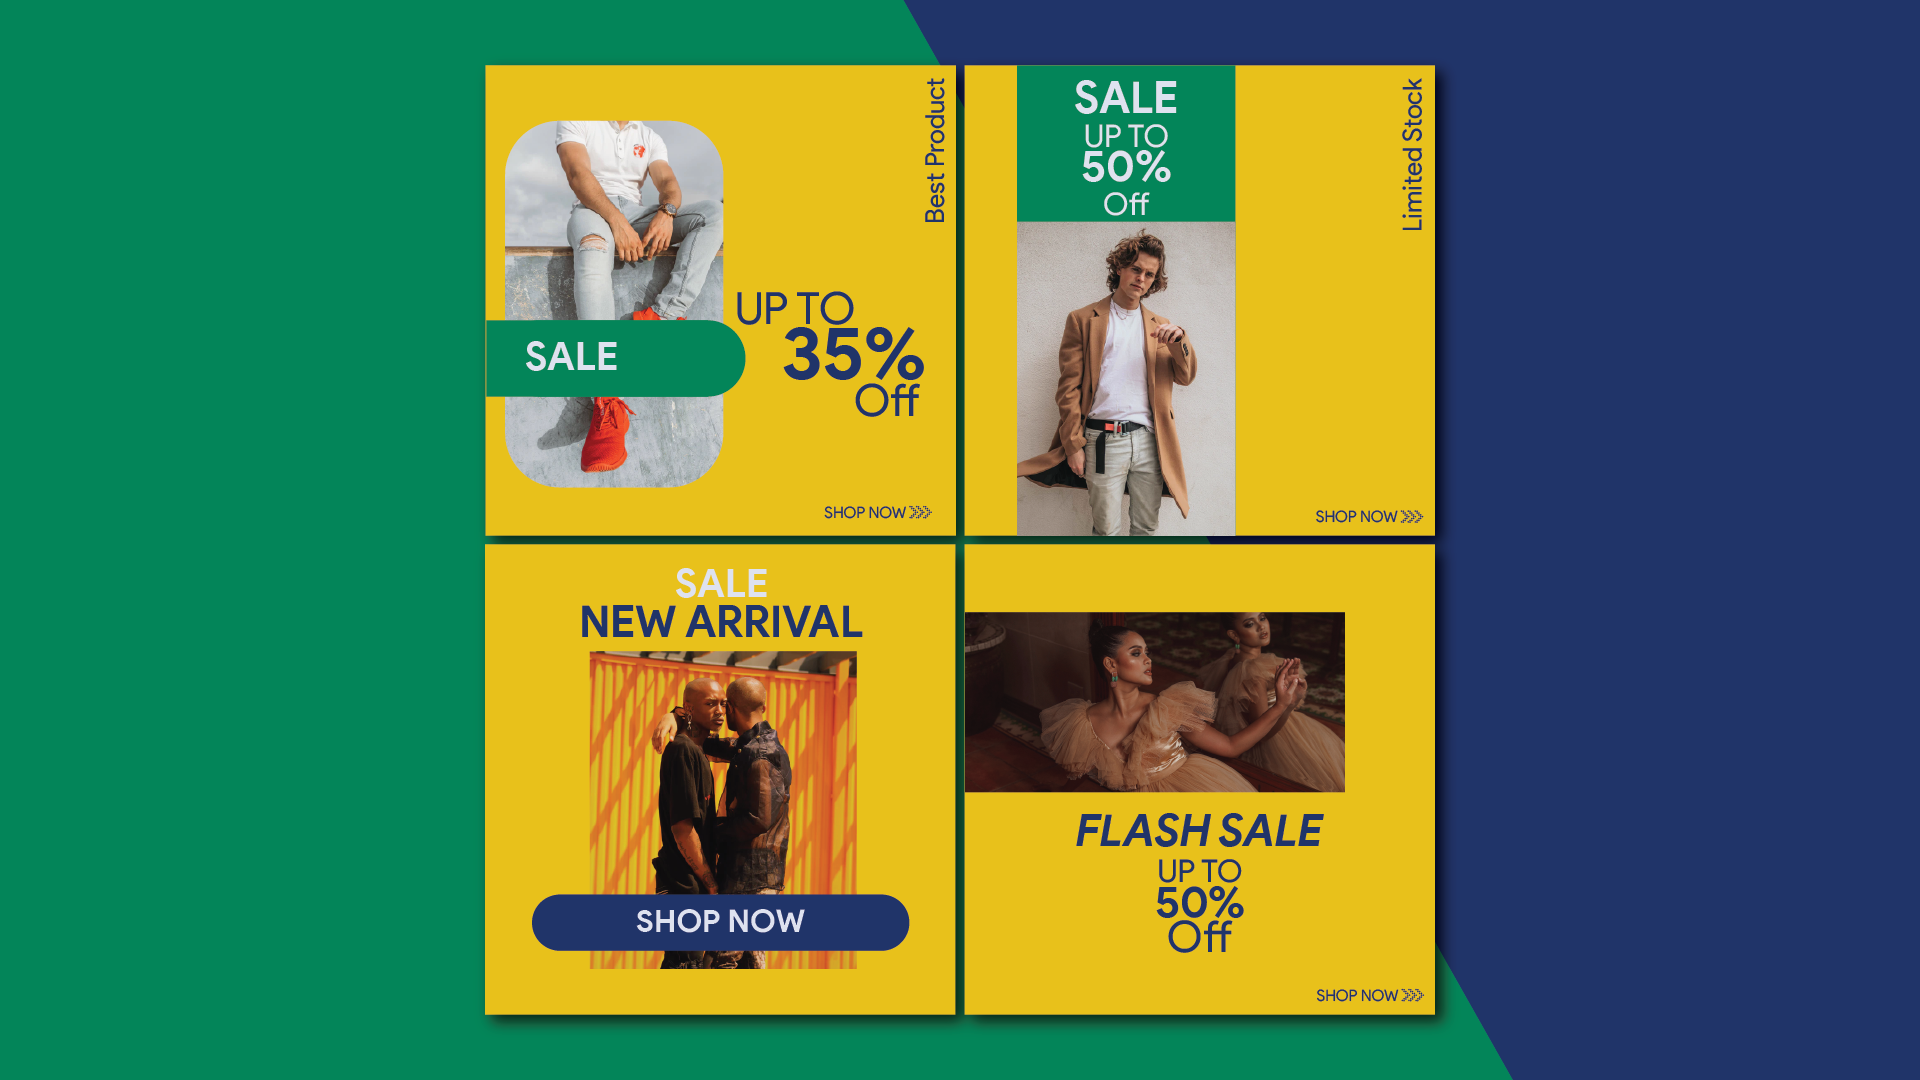 Best Product
SALE
UP TO
35%
Off
SHOP NOW
SALE
UP TO
50%
Off
Limited Stock
SHOP NOW
SALE
NEW ARRIVAL
SHOP NOW
FLASH SALE
UP TO
50%
Off
SHOP NOW